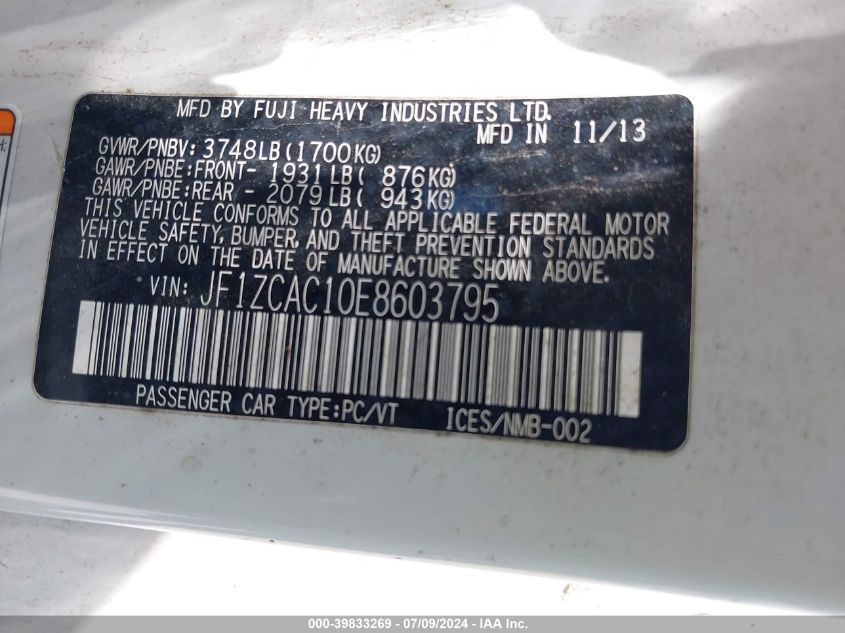 MFD BY FUJI HEAVY INDUSTRIES LTD.
MFD IN 11/13
GVWR/PNBV: 3748LB(1700KG)
GAWR/PNBE:FRONT- 1931LB( 876KG)
GAWR/PNBE:REAR - 2079LB( 943KG)
THIS VEHICLE CONFORMS TO ALL APPLICABLE FEDERAL MOTOR
VEHICLE SAFETY, BUMPER, AND THEFT PREVENTION STANDARDS
IN EFFECT ON THE DATE OF MANUFACTURE SHOWN ABOVE.
VIN: JF1ZCAC10E8603795
PASSENGER CAR TYPE:PC/VT ICES/NMB-002
000-39833269 - 07/09/2024 - IAA Inc.